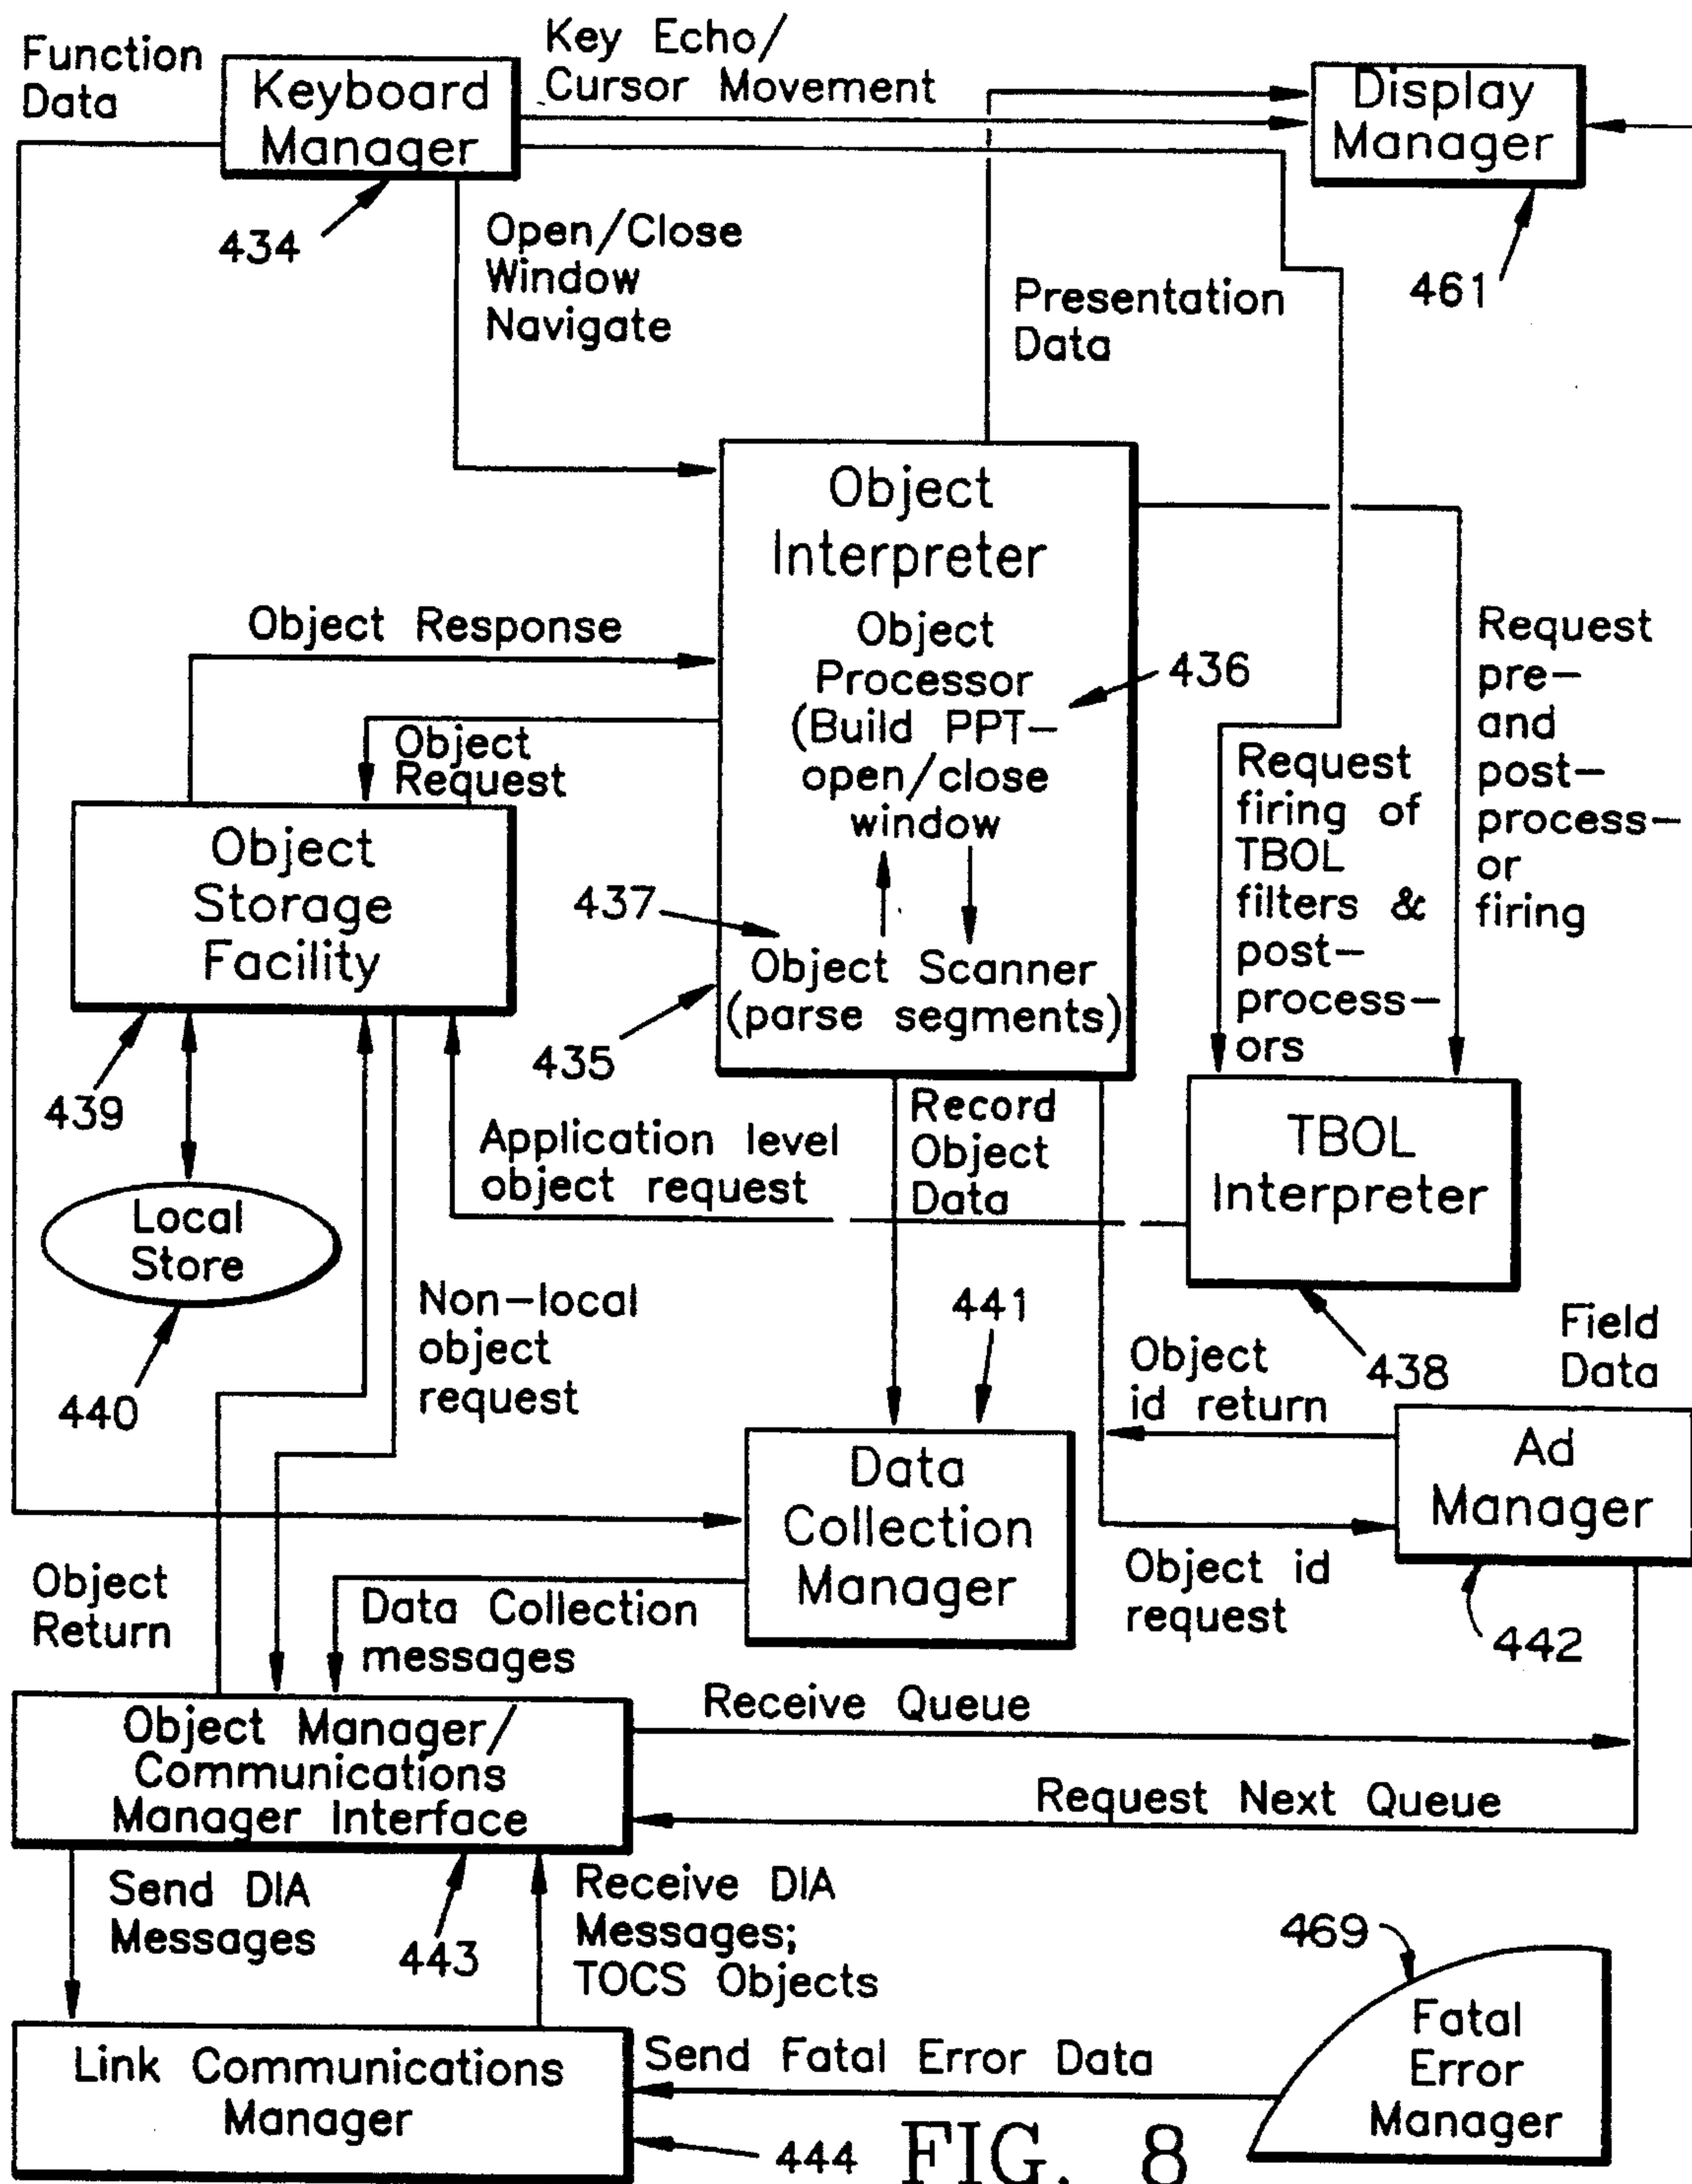 Function
Data
Keyboard
Manager
Key Echo/
Cursor Movement
Display
Manager
434
Open/Close
Window
Navigate
Presentation
Data
461
Object
Interpreter
Object
Processor
(Build PPT-
open/close
window
436
Object Response
Object
Request
Object
Storage
Facility
437
Object Scanner
(parse segments)
435
Request
firing of
TBOL
filters &
post-
process-
ors
Request
pre-
and
post-
process-
or
firing
439
Local
Store
440
Application level
object request
Record
Object
Data
TBOL
Interpreter
438
Non-local
object
request
441
Object
id return
Field
Data
Ad
Manager
Data
Collection
Manager
Object id
request
442
Object
Return
Data Collection
messages
Object Manager/
Communications
Manager Interface
Receive Queue
Request Next Queue
Send DIA
Messages
443
Receive DIA
Messages;
TOCS Objects
469
Fatal
Error
Manager
Link Communications
Manager
Send Fatal Error Data
444
FIG. 8